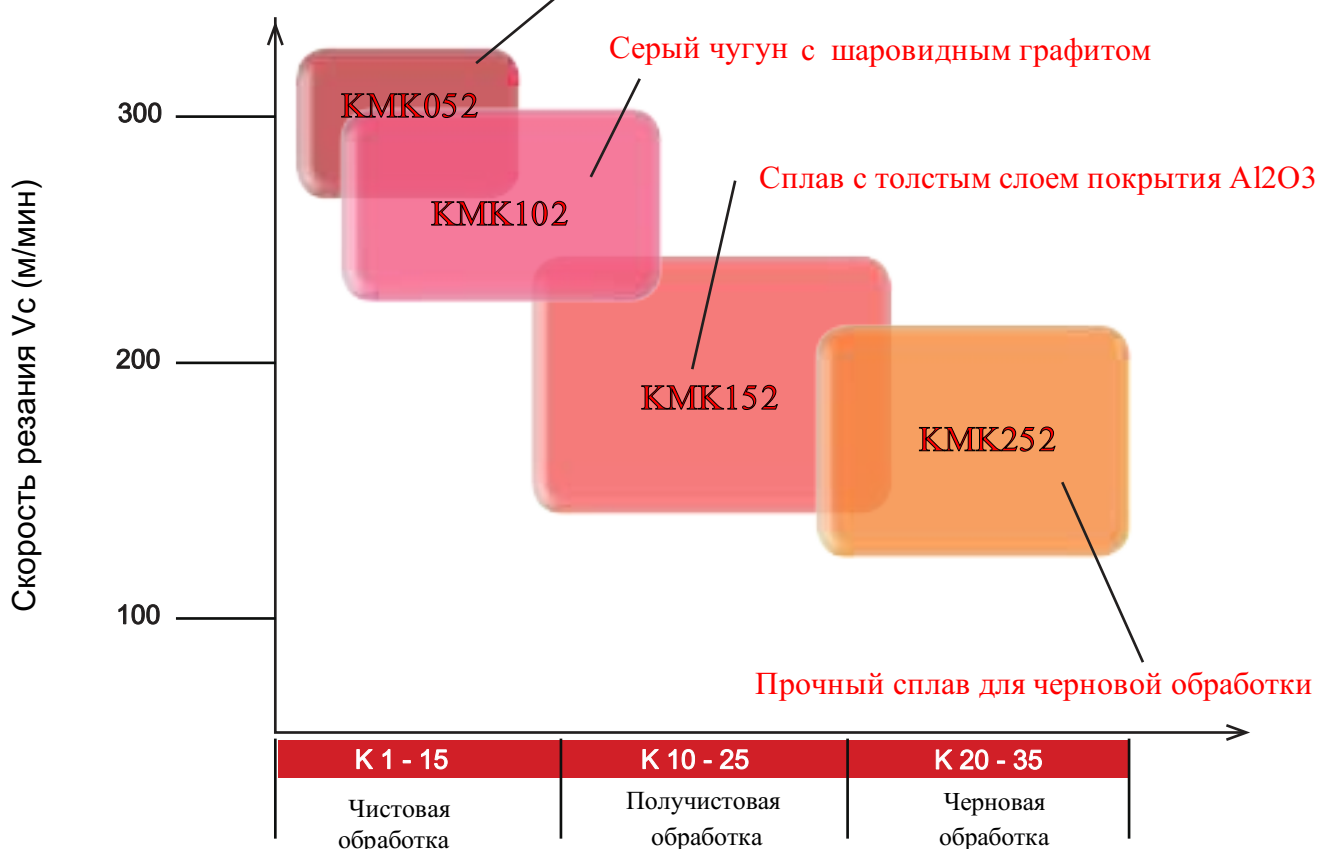 Серый чугун с шаровидным графитом
KMK052
300
KMK102
Сплав с толстым слоем покрытия Al2O3
Скорость резания Vc (м/мин)
200
KMK152
KMK252
100
Прочный сплав для черновой обработки
K 1 - 15
K 10 - 25
K 20 - 35
Чистовая
обработка
Получистовая
обработка
Черновая
обработка